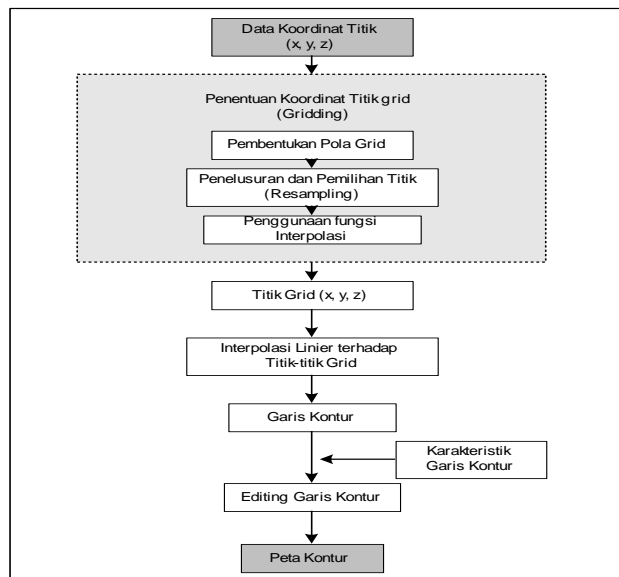 Data Koordinat Titik
(x, y, z)
Penentuan Koordinat Titik grid
(Gridding)
Pembentukan Pola Grid
Penelusuran dan Pemilihan Titik
(Resampling)
Penggunaan fungsi
Interpolasi
Titik Grid (x, y, z)
Interpolasi Linier terhadap
Titik-titik Grid
Garis Kontur
Karakteristik
Garis Kontur
Editing Garis Kontur
Peta Kontur